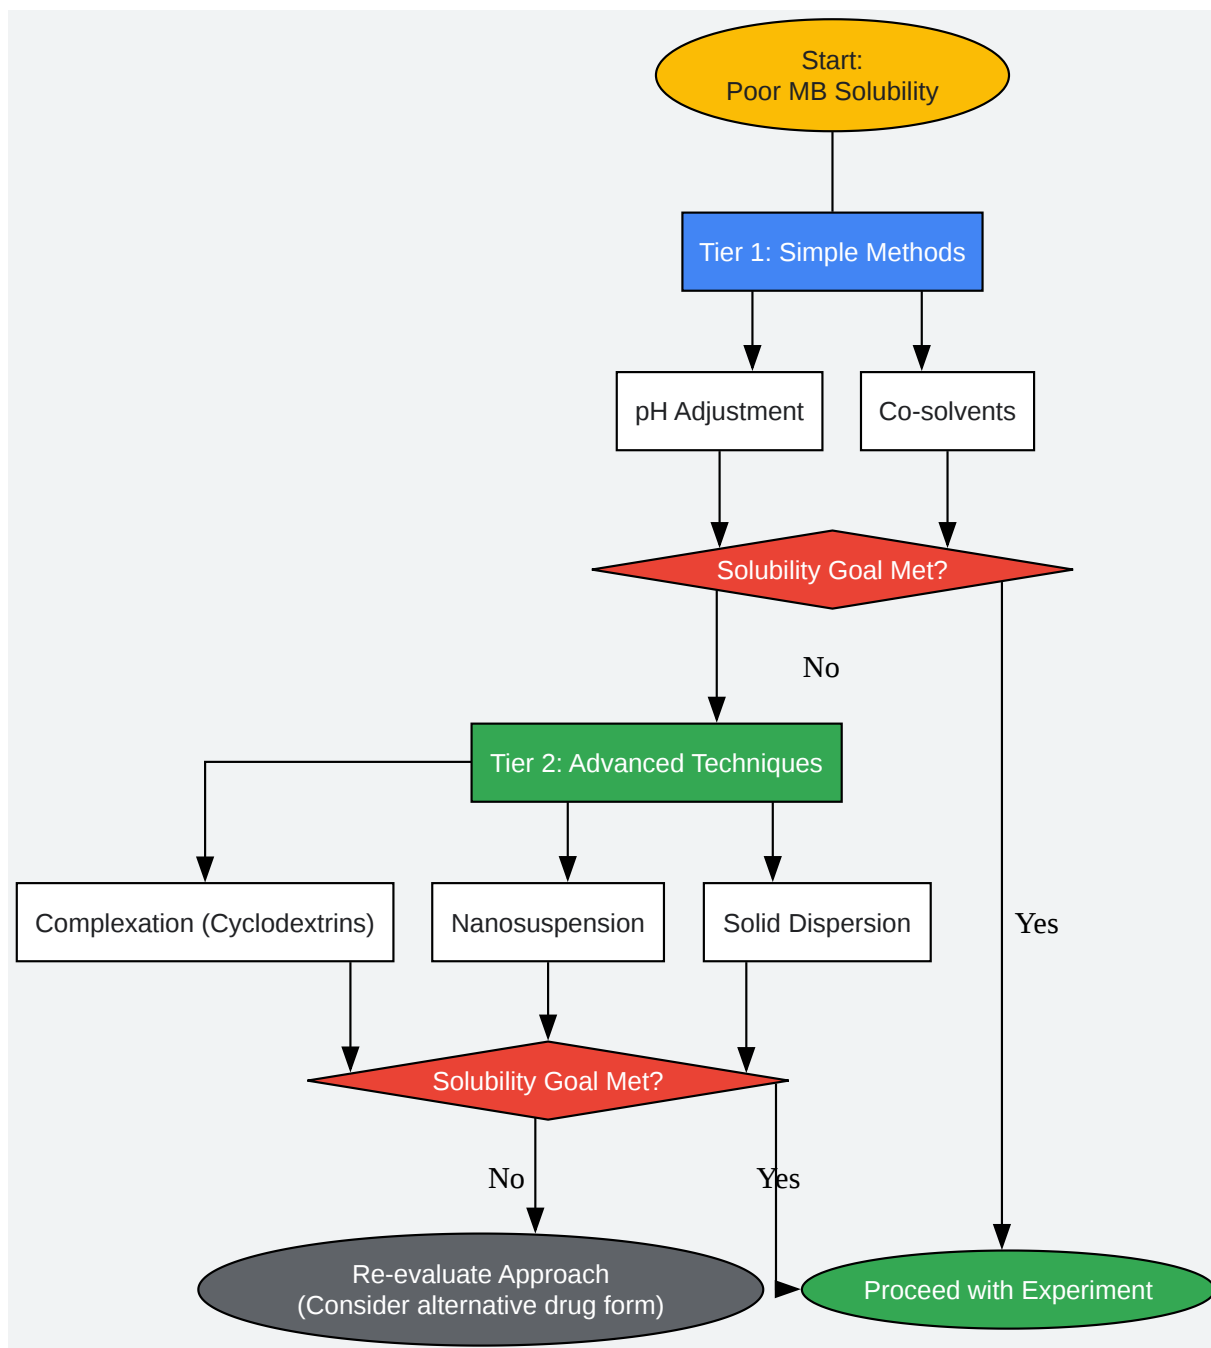 Start:
Poor MB Solubility
Tier 1: Simple Methods
pH Adjustment
Co-solvents
Solubility Goal Met?
No
Tier 2: Advanced Techniques
Complexation (Cyclodextrins)
Nanosuspension
Solid Dispersion
Yes
Solubility Goal Met?
No
Yes
Re-evaluate Approach
(Consider alternative drug form)
Proceed with Experiment